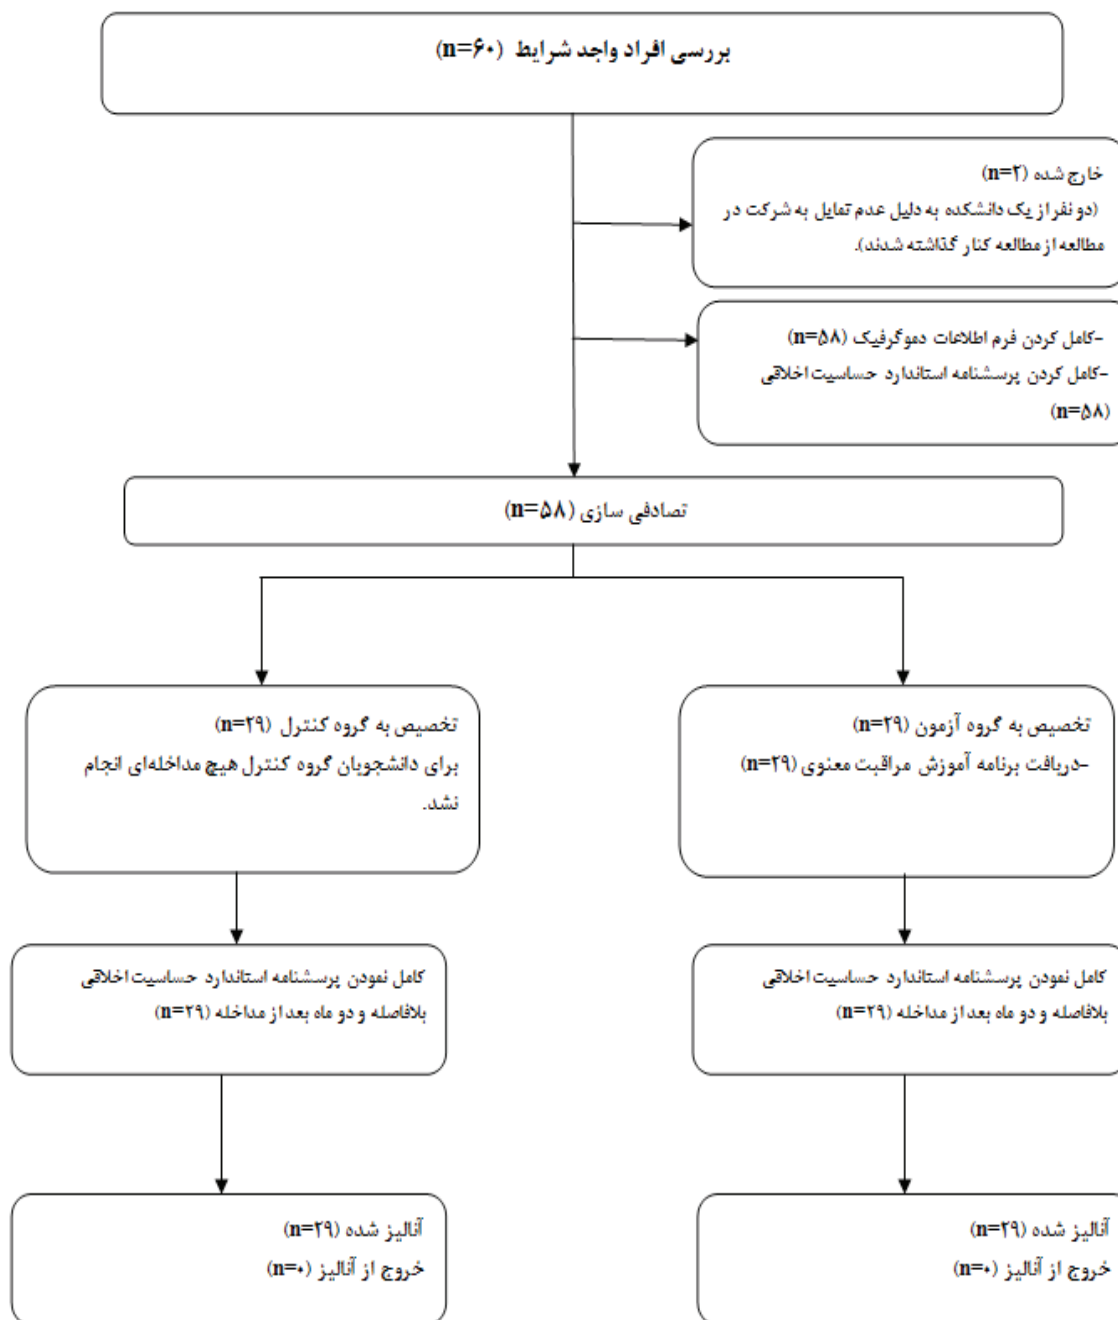 بررسی افراد واجد شرایط (n=۶۰)
خارج شده (n=۲)
(دو نفر از یک دانشکده به دلیل عدم تمایل به شرکت در
مطالعه از مطالعه کنار گذاشته شدند).
-کامل کردن فرم اطلاعات دموگرفیک (n=۵۸)
-کامل کردن پرسشنامه استاندارد حساسیت اخلاقی
(n=۵۸)
تصادفی سازی (n=۵۸)
تخصیص به گروه آزمون (n=۲۹)
-دریافت برنامه آموزش مراقبت معنوی (n=۲۹)
تخصیص به گروه کنترل (n=۲۹)
برای دانشجویان گروه کنترل هیچ مداخله‌ای انجام
نشد.
کامل نمودن پرسشنامه استاندارد حساسیت اخلاقی
بلافاصله و دو ماه بعد از مداخله (n=۲۹)
کامل نمودن پرسشنامه استاندارد حساسیت اخلاقی
بلافاصله و دو ماه بعد از مداخله (n=۲۹)
آنالیز شده (n=۲۹)
خروج از آنالیز (n=۰)
آنالیز شده (n=۲۹)
خروج از آنالیز (n=۰)